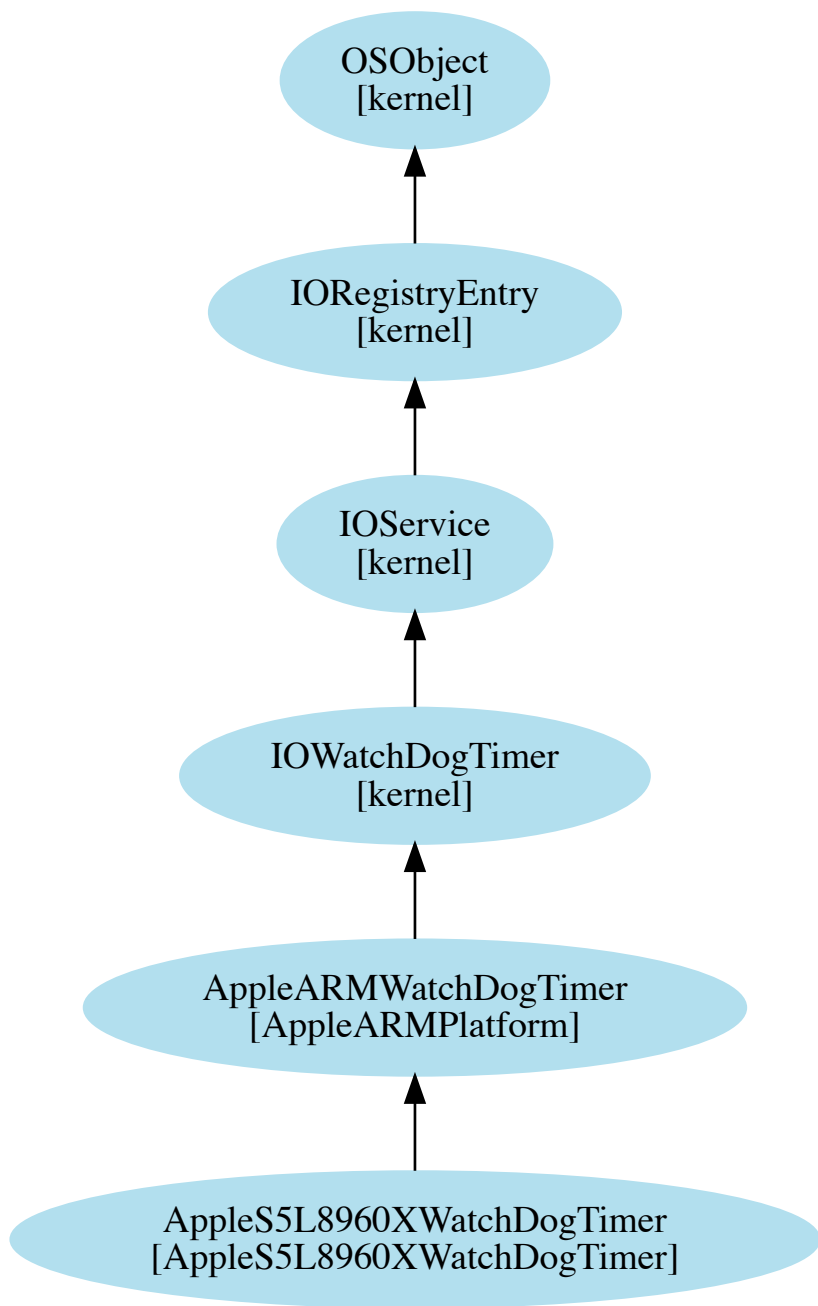 OSObject
[kernel]
IORegistryEntry
[kernel]
IOService
[kernel]
IOWatchDogTimer
[kernel]
AppleARMWatchDogTimer
[AppleARMPlatform]
AppleS5L8960XWatchDogTimer
[AppleS5L8960XWatchDogTimer]